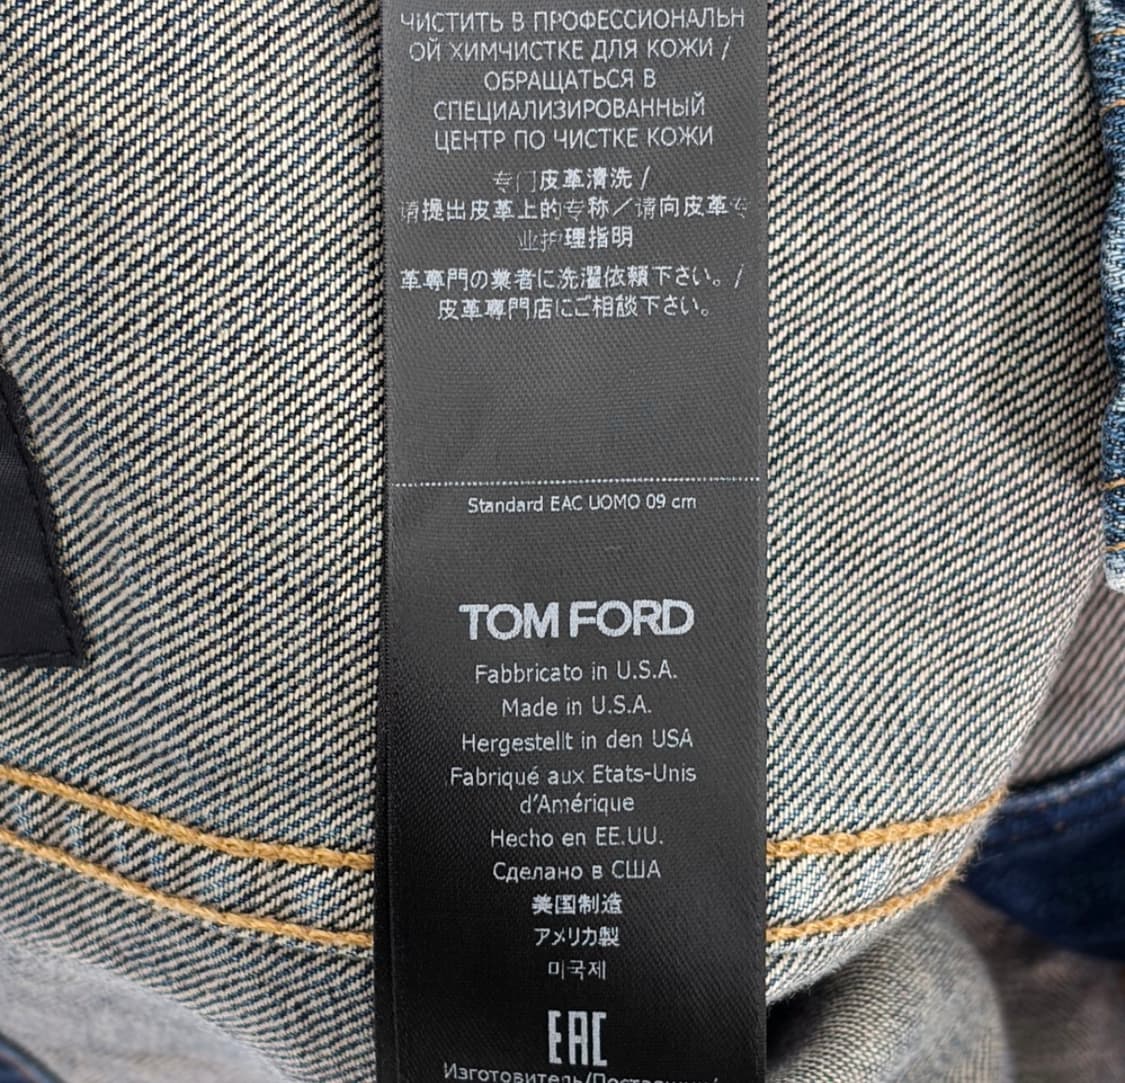 ЧИСТИТЬ В ПРОФЕССИОНАЛЬН
ОЙ ХИМЧИСТКЕ ДЛЯ КОЖИ /
ОБРАЩАТЬСЯ В
СПЕЦИАЛИЗИРОВАННЫЙ
ЦЕНТР ПО ЧИСТКЕ КОЖИ
专门皮革清洗 /
请提出皮革上的专称／请向皮革专
业护理指明
革専門の業者に洗濯依頼下さい。/
皮革専門店にご相談下さい。
Standard EAC UOMO 09 cm
TOM FORD
Fabbricato in U.S.A.
Made in U.S.A.
Hergestellt in den USA
Fabriqué aux Etats-Unis
d'Amérique
Hecho en EE.UU.
Сделано в США
美国制造
アメリカ製
미국제
EAC
Изготовитель/Поставщик/